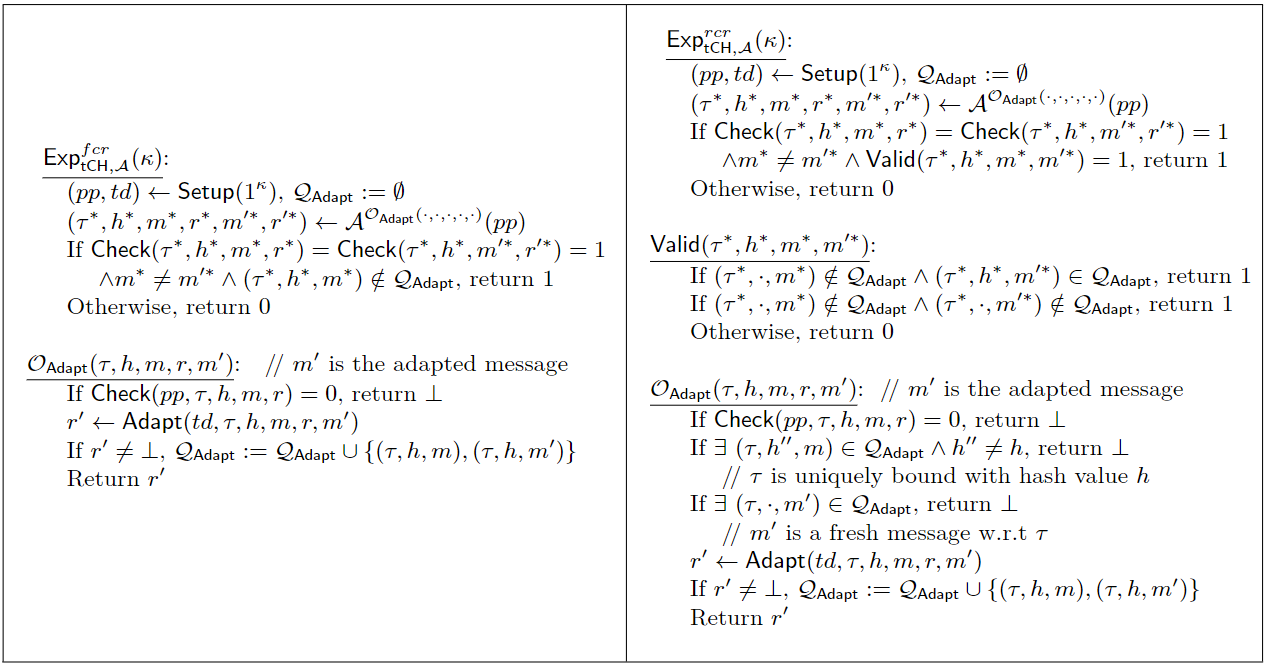 Exp^{fcr}_{tCH,𝒜}(κ):
(pp, td) ← Setup(1^κ), 𝒬_Adapt := ∅
(τ*, h*, m*, r*, m′*, r′*) ← 𝒜^{𝒪_Adapt(·,·,·,·,·)}(pp)
If Check(τ*, h*, m*, r*) = Check(τ*, h*, m′*, r′*) = 1
∧m* ≠ m′* ∧ (τ*, h*, m*) ∉ 𝒬_Adapt, return 1
Otherwise, return 0
𝒪_Adapt(τ, h, m, r, m′): // m′ is the adapted message
If Check(pp, τ, h, m, r) = 0, return ⊥
r′ ← Adapt(td, τ, h, m, r, m′)
If r′ ≠ ⊥, 𝒬_Adapt := 𝒬_Adapt ∪ {(τ, h, m), (τ, h, m′)}
Return r′
Exp^{rcr}_{tCH,𝒜}(κ):
(pp, td) ← Setup(1^κ), 𝒬_Adapt := ∅
(τ*, h*, m*, r*, m′*, r′*) ← 𝒜^{𝒪_Adapt(·,·,·,·,·)}(pp)
If Check(τ*, h*, m*, r*) = Check(τ*, h*, m′*, r′*) = 1
∧m* ≠ m′* ∧ Valid(τ*, h*, m*, m′*) = 1, return 1
Otherwise, return 0
Valid(τ*, h*, m*, m′*):
If (τ*, ·, m*) ∉ 𝒬_Adapt ∧ (τ*, h*, m′*) ∈ 𝒬_Adapt, return 1
If (τ*, ·, m*) ∉ 𝒬_Adapt ∧ (τ*, ·, m′*) ∉ 𝒬_Adapt, return 1
Otherwise, return 0
𝒪_Adapt(τ, h, m, r, m′): // m′ is the adapted message
If Check(pp, τ, h, m, r) = 0, return ⊥
If ∃ (τ, h′′, m) ∈ 𝒬_Adapt ∧ h′′ ≠ h, return ⊥
// τ is uniquely bound with hash value h
If ∃ (τ, ·, m′) ∈ 𝒬_Adapt, return ⊥
// m′ is a fresh message w.r.t τ
r′ ← Adapt(td, τ, h, m, r, m′)
If r′ ≠ ⊥, 𝒬_Adapt := 𝒬_Adapt ∪ {(τ, h, m), (τ, h, m′)}
Return r′